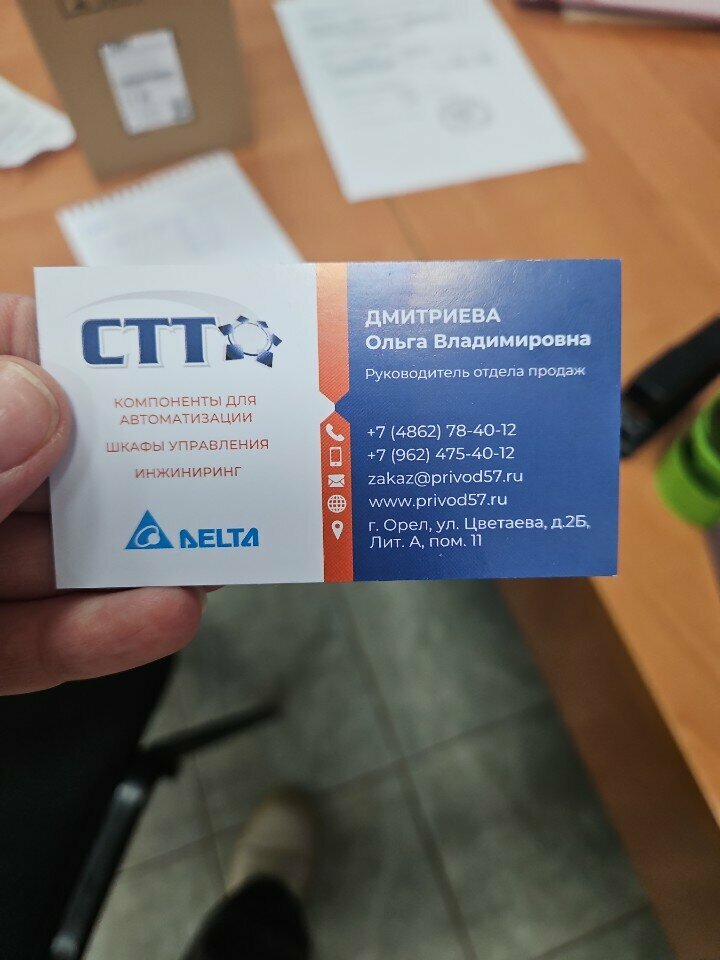 СТТ
КОМПОНЕНТЫ ДЛЯ
АВТОМАТИЗАЦИИ
ШКАФЫ УПРАВЛЕНИЯ
ИНЖИНИРИНГ
DELTA
ДМИТРИЕВА
Ольга Владимировна
Руководитель отдела продаж
+7 (4862) 78-40-12
+7 (962) 475-40-12
zakaz@privod57.ru
www.privod57.ru
г. Орел, ул. Цветаева, д.2Б,
Лит. А, пом. 11